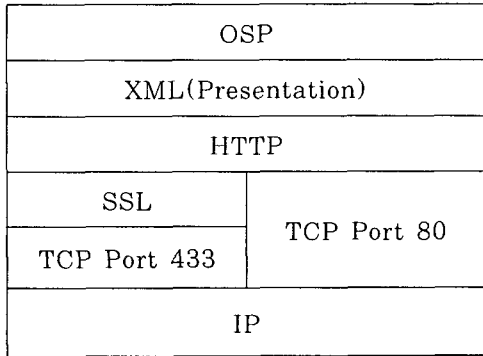 OSP
XML(Presentation)
HTTP
SSL
TCP Port 80
TCP Port 433
IP